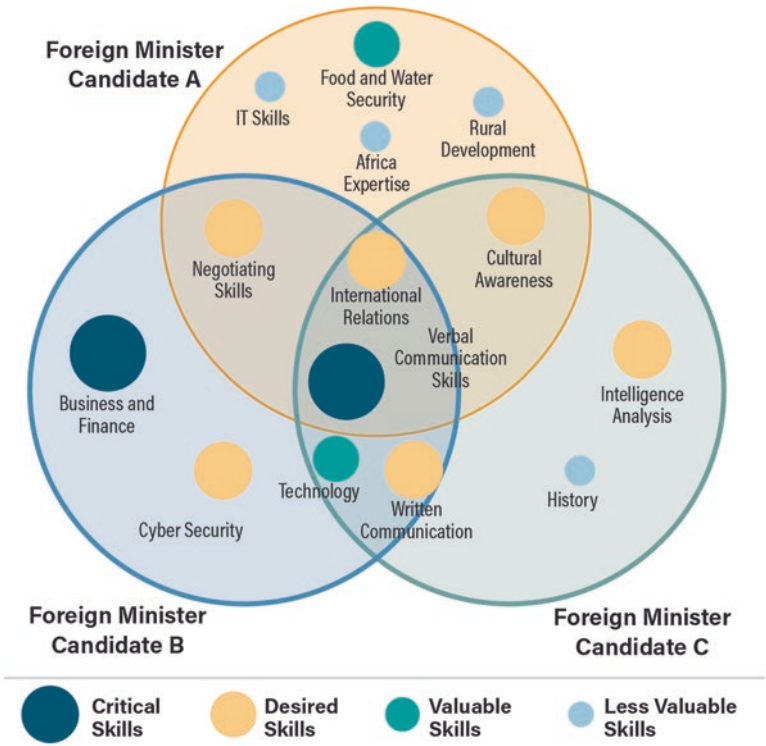 Foreign Minister
Candidate A
Food and Water
Security
IT Skills
Rural
Development
Africa
Expertise
Negotiating
Skills
Cultural
Awareness
International
Relations
Verbal
Communication
Skills
Business and
Finance
Intelligence
Analysis
Technology
History
Cyber Security
Written
Communication
Foreign Minister
Candidate B
Foreign Minister
Candidate C
Critical
Skills
Desired
Skills
Valuable
Skills
Less Valuable
Skills